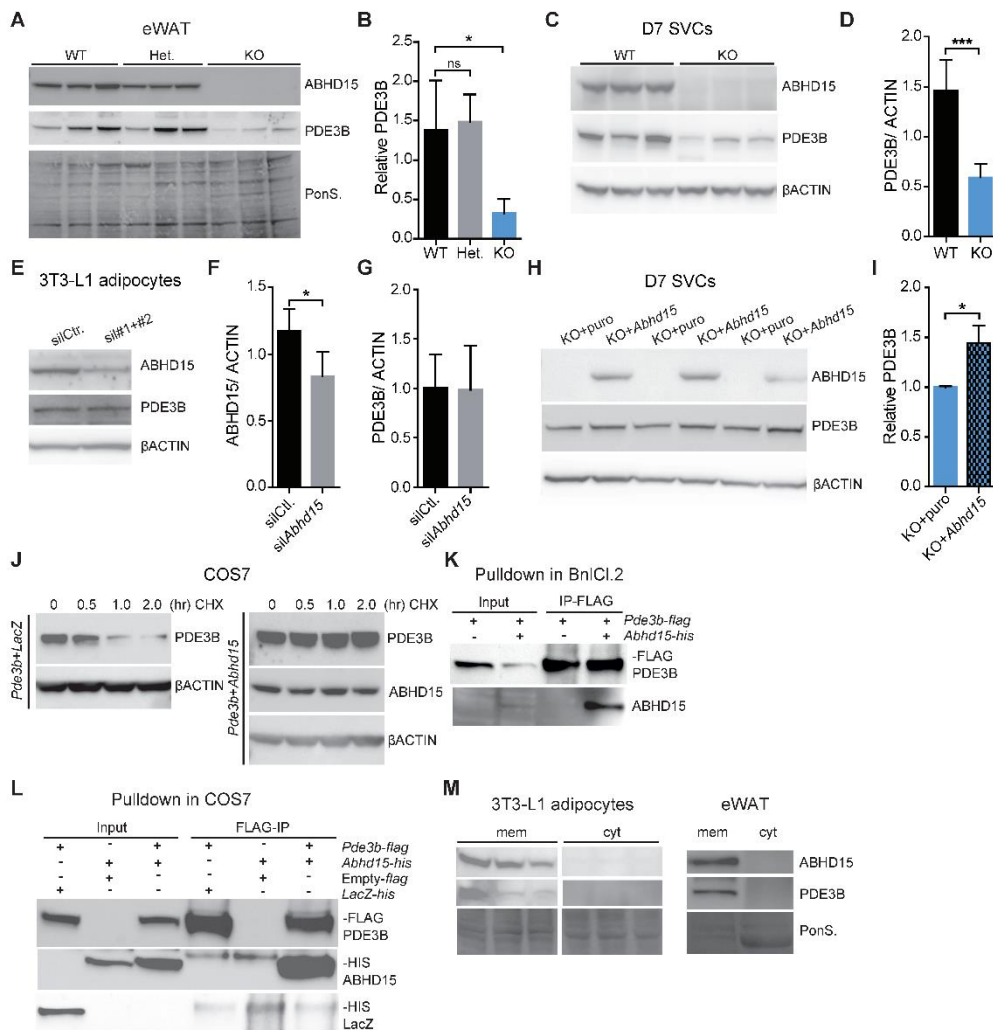 A
eWAT
WT Het. KO
ABHD15
PDE3B
PonS.
B
Relative PDE3B
2.5
2.0
1.5
1.0
0.5
0.0
*
ns
WT Het. KO
C
D7 SVCs
WT KO
ABHD15
PDE3B
βACTIN
D
PDE3B/ ACTIN
2.0
1.5
1.0
0.5
0.0
***
WT KO
E
3T3-L1 adipocytes
silCtr. sil#1+#2
ABHD15
PDE3B
βACTIN
F
ABHD15/ ACTIN
1.5
1.0
0.5
0.0
*
silCtl.
silAbhd15
G
PDE3B/ ACTIN
2.0
1.5
1.0
0.5
0.0
silCtl.
silAbhd15
H
D7 SVCs
KO+puro KO+Abhd15 KO+puro KO+Abhd15 KO+puro KO+Abhd15
ABHD15
PDE3B
βACTIN
I
Relative PDE3B
2.0
1.5
1.0
0.5
0.0
*
KO+puro
KO+Abhd15
J
COS7
0 0.5 1.0 2.0 (hr) CHX
Pde3b+LacZ
PDE3B
βACTIN
0 0.5 1.0 2.0 (hr) CHX
Pde3b+Abhd15
PDE3B
ABHD15
βACTIN
K
Pulldown in BnlCl.2
Input IP-FLAG
+ + + + Pde3b-flag
- + - + Abhd15-his
-FLAG
PDE3B
ABHD15
L
Pulldown in COS7
Input FLAG-IP
+ - + + - + Pde3b-flag
- + + - + + Abhd15-his
- + - - + - Empty-flag
+ - - + - - LacZ-his
-FLAG
PDE3B
-HIS
ABHD15
-HIS
LacZ
M
3T3-L1 adipocytes eWAT
mem cyt mem cyt
ABHD15
PDE3B
PonS.